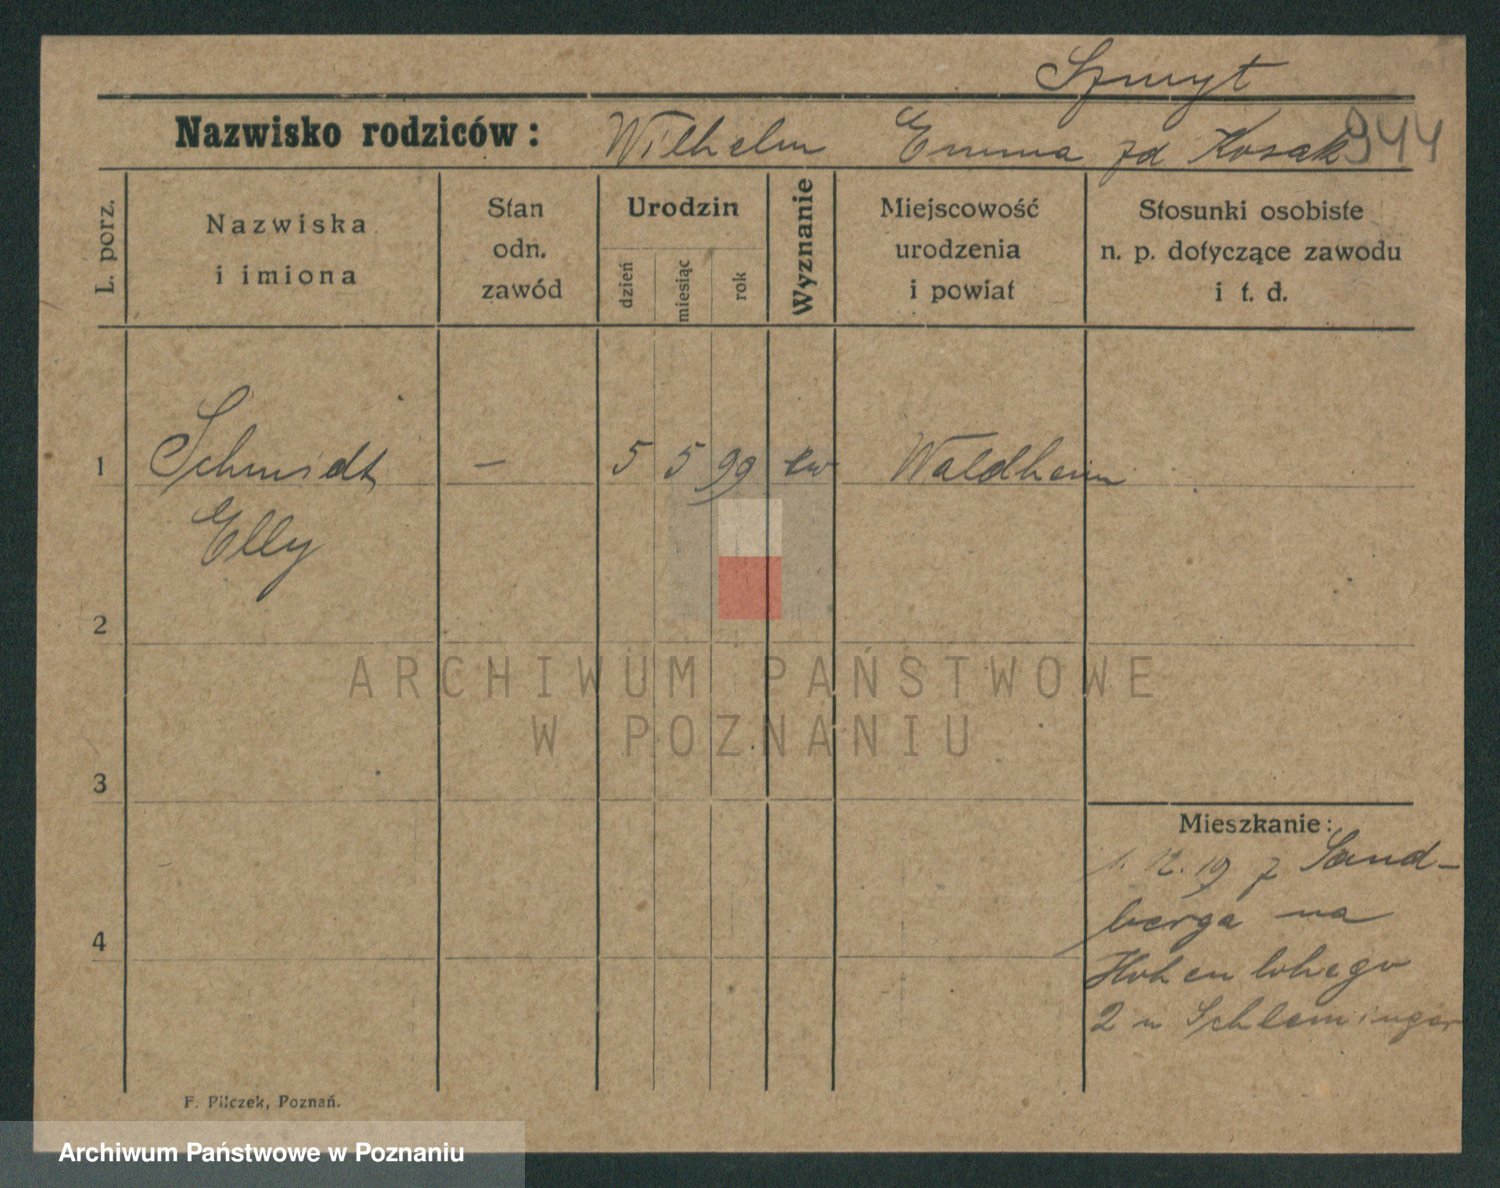 Szmyt
Nazwisko rodziców: Wilhelm Emma zd Kosak 944
L. porz.
Nazwiska i imiona
Stan odn. zawód
Urodzin
dzień
miesiąc
rok
Wyznanie
Miejscowość urodzenia i powiat
Stosunki osobiste n. p. dotyczące zawodu i t. d.
1 Schmidt — 5 5 99 ew Waldheim
Elly
2
ARCHIWUM PAŃSTWOWE
W POZNANIU
3
Mieszkanie:
1. 12. 19 z Sand-
berga na
4
Hohenlohego
2 u
F. Pilczek, Poznań.
Archiwum Państwowe w Poznaniu